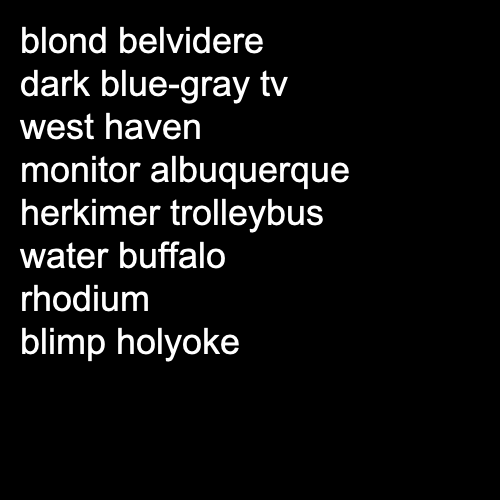 blond belvidere
dark blue-gray tv
west haven
monitor albuquerque
herkimer trolleybus
water buffalo
rhodium
blimp holyoke